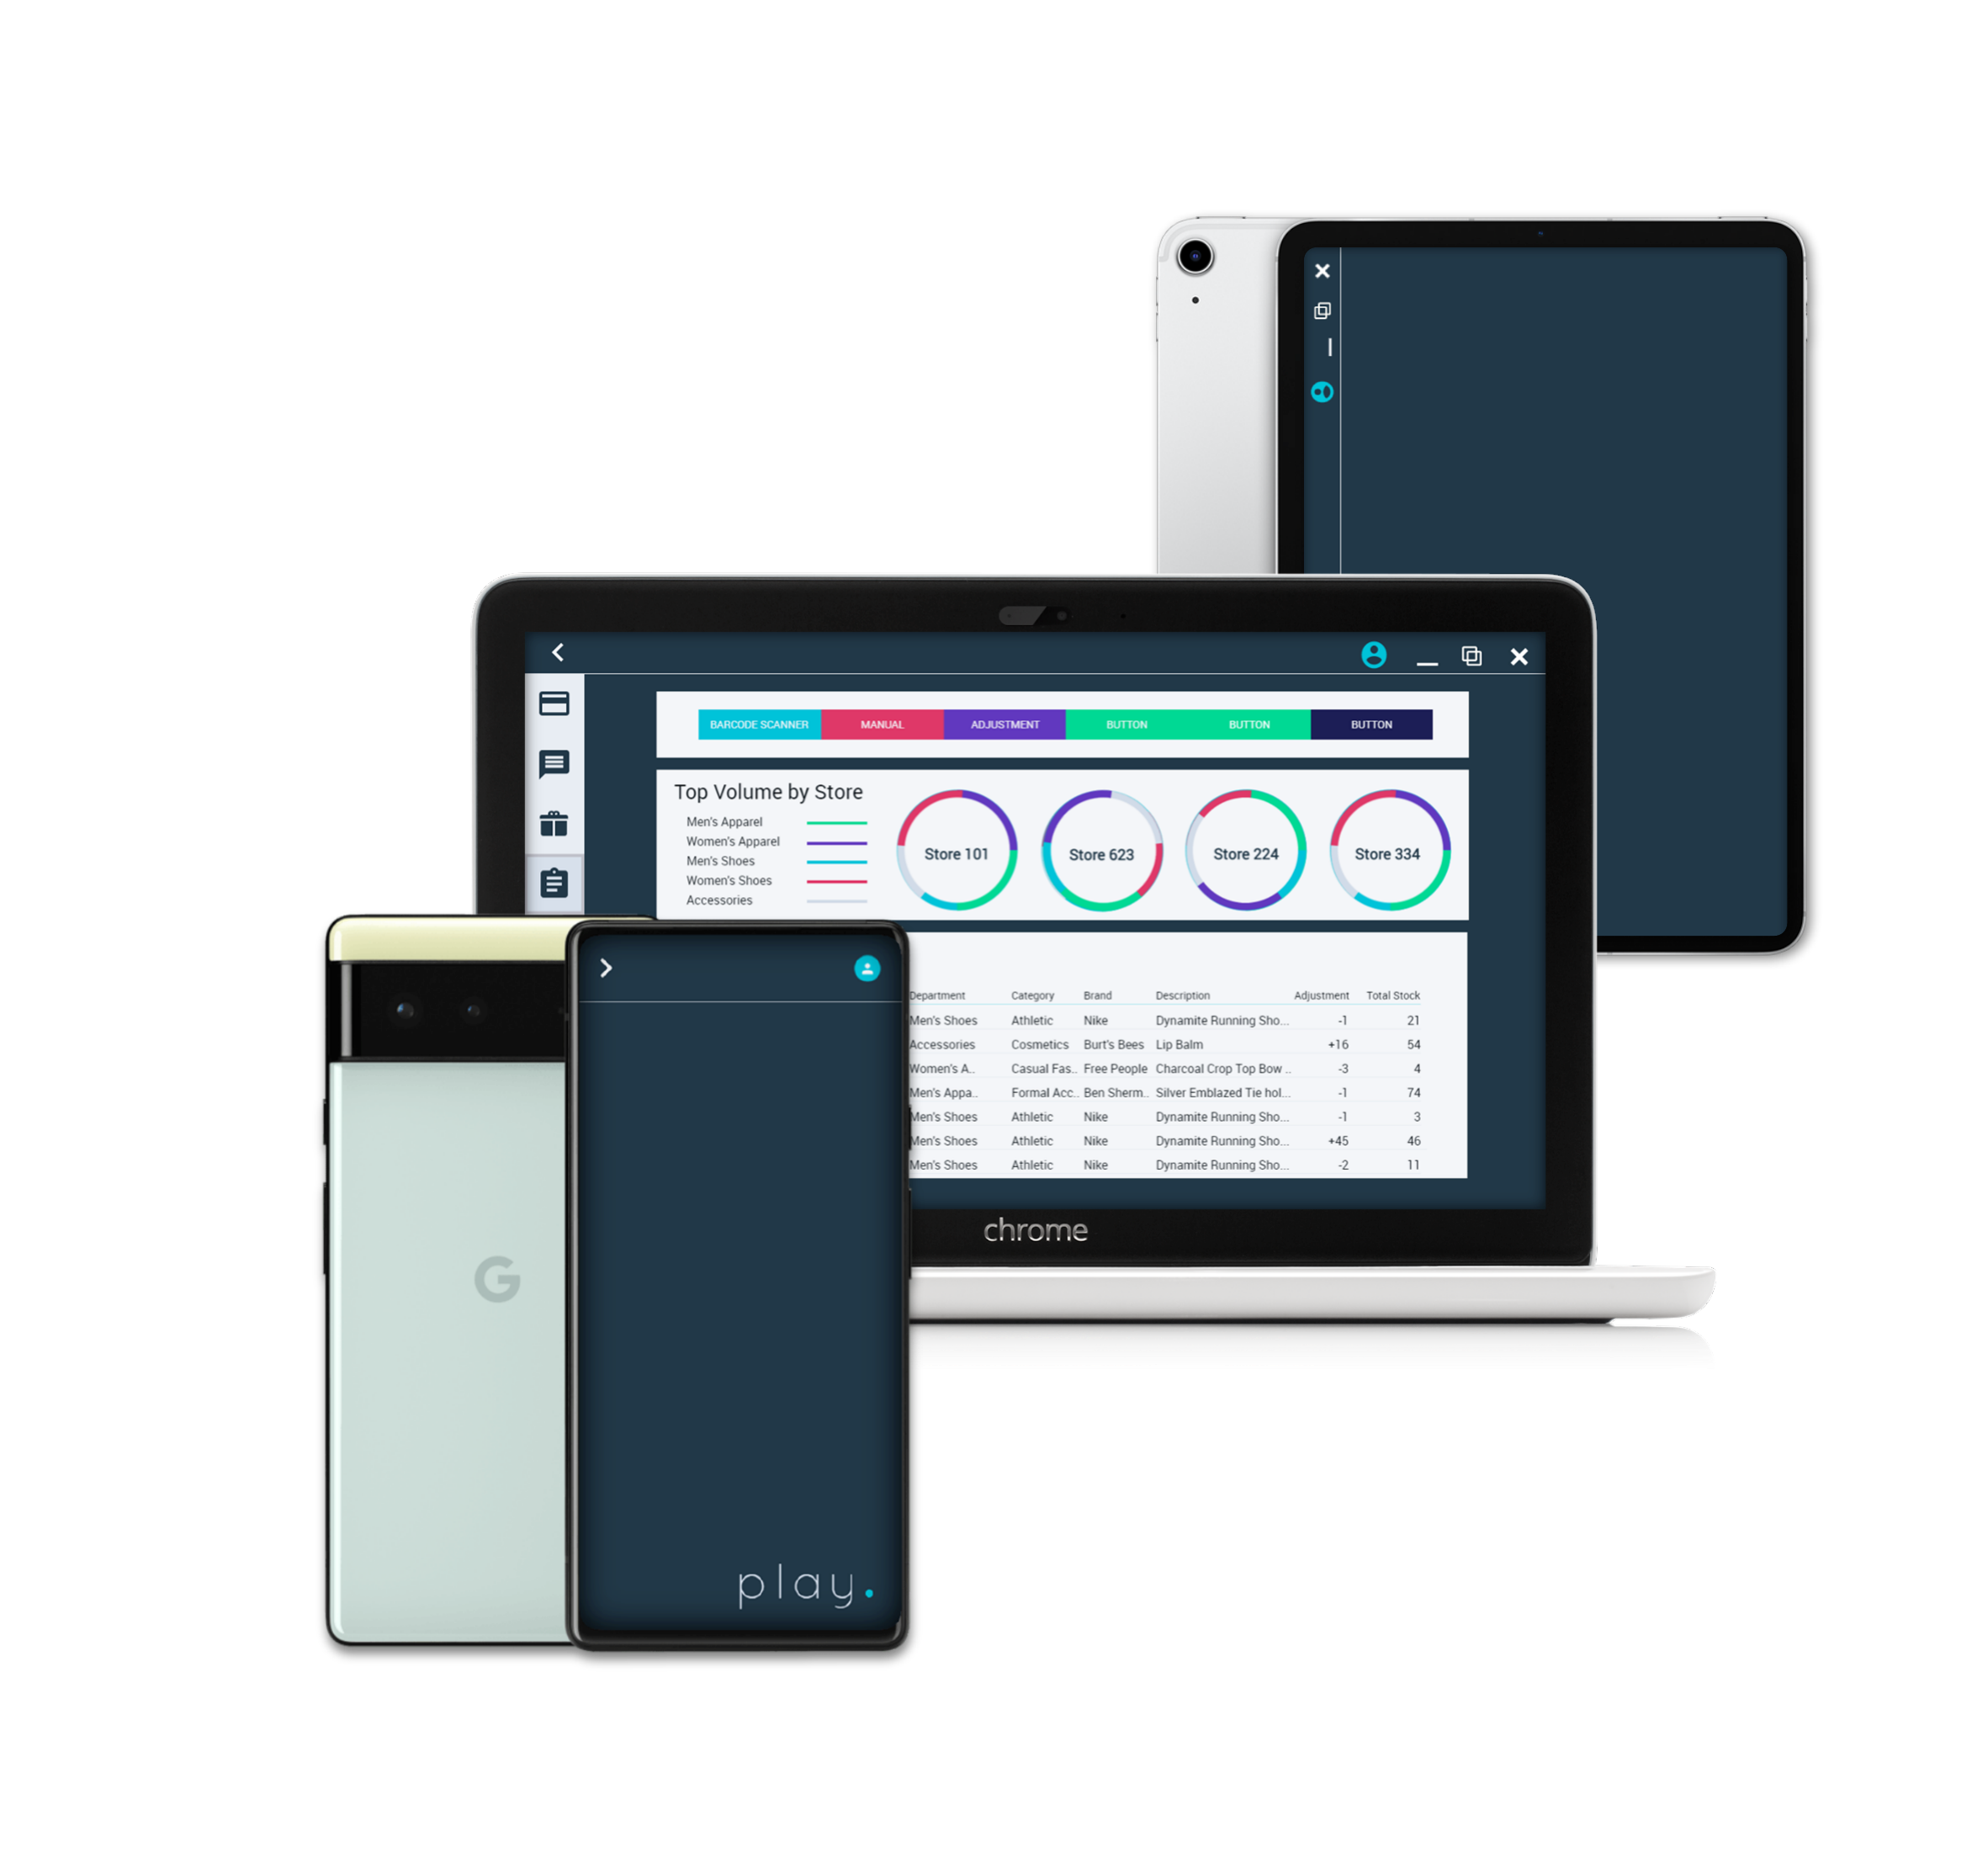 BARCODE SCANNER MANUAL ADJUSTMENT BUTTON BUTTON BUTTON
Top Volume by Store
Men's Apparel
Women's Apparel
Men's Shoes
Women's Shoes
Accessories
Store 101
Store 623
Store 224
Store 334
Department Category Brand Description Adjustment Total Stock
Men's Shoes Athletic Nike Dynamite Running Sho... -1 21
Accessories Cosmetics Burt's Bees Lip Balm +16 54
Women's A.. Casual Fas.. Free People Charcoal Crop Top Bow .. -3 4
Men's Appa.. Formal Acc.. Ben Sherm.. Silver Emblazed Tie hol... -1 74
Men's Shoes Athletic Nike Dynamite Running Sho... -1 3
Men's Shoes Athletic Nike Dynamite Running Sho... +45 46
Men's Shoes Athletic Nike Dynamite Running Sho... -2 11
chrome
G
play.